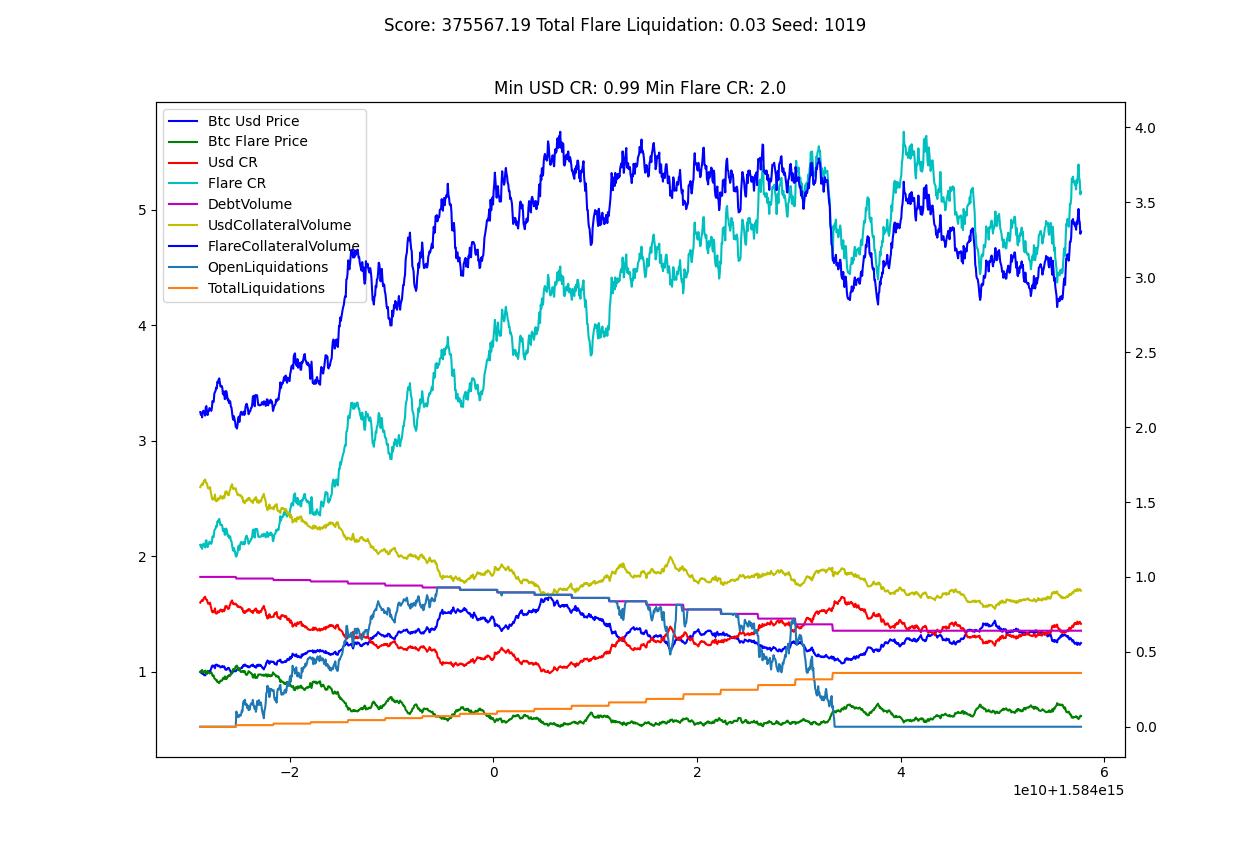 Score: 375567.19 Total Flare Liquidation: 0.03 Seed: 1019
Min USD CR: 0.99 Min Flare CR: 2.0
Btc Usd Price
Btc Flare Price
Usd CR
Flare CR
DebtVolume
UsdCollateralVolume
FlareCollateralVolume
OpenLiquidations
TotalLiquidations
5
4
3
2
1
4.0
3.5
3.0
2.5
2.0
1.5
1.0
0.5
0.0
−2 0 2 4 6
1e10+1.584e15